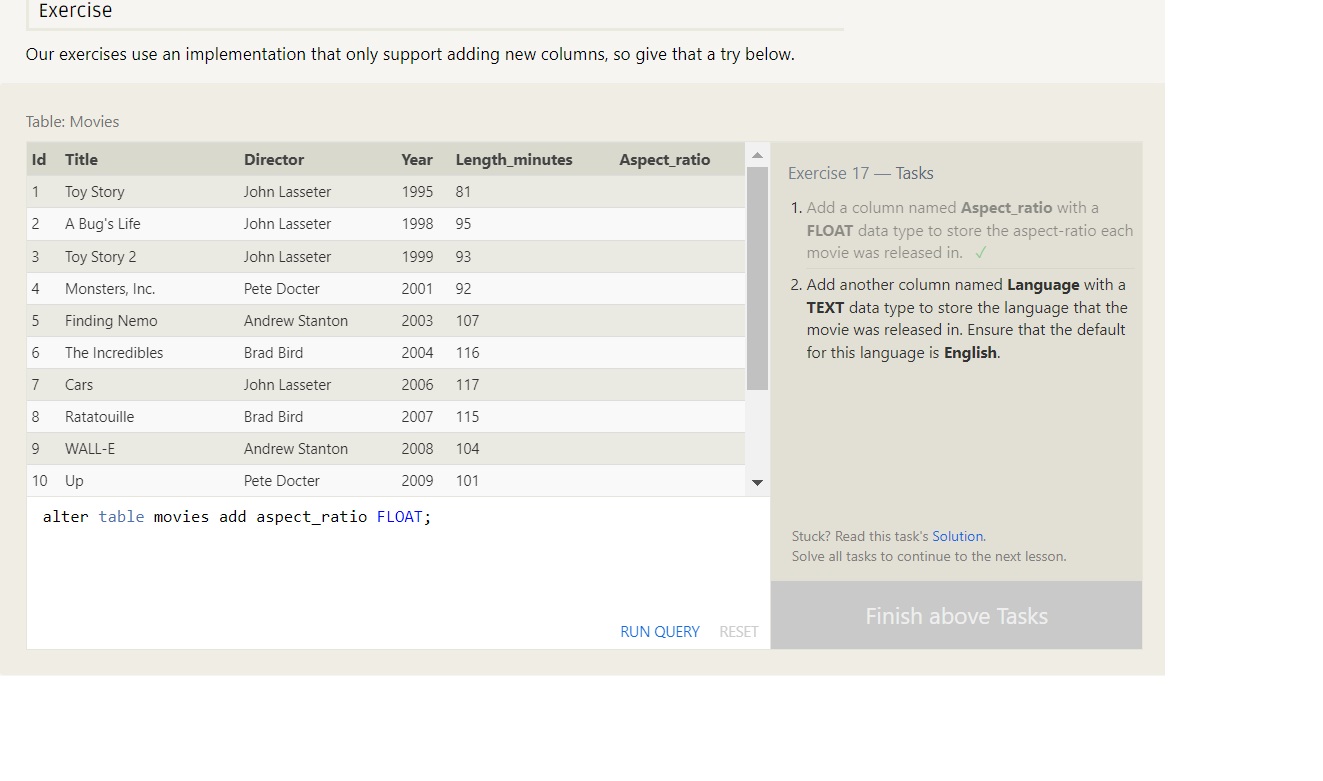 Exercise
Our exercises use an implementation that only support adding new columns, so give that a try below.
Table: Movies
Id Title Director Year Length_minutes Aspect_ratio
1 Toy Story John Lasseter 1995 81
2 A Bug's Life John Lasseter 1998 95
3 Toy Story 2 John Lasseter 1999 93
4 Monsters, Inc. Pete Docter 2001 92
5 Finding Nemo Andrew Stanton 2003 107
6 The Incredibles Brad Bird 2004 116
7 Cars John Lasseter 2006 117
8 Ratatouille Brad Bird 2007 115
9 WALL-E Andrew Stanton 2008 104
10 Up Pete Docter 2009 101
alter table movies add aspect_ratio FLOAT;
RUN QUERY RESET
Exercise 17 — Tasks
1. Add a column named Aspect_ratio with a
FLOAT data type to store the aspect-ratio each
movie was released in. ✓
2. Add another column named Language with a
TEXT data type to store the language that the
movie was released in. Ensure that the default
for this language is English.
Stuck? Read this task's Solution.
Solve all tasks to continue to the next lesson.
Finish above Tasks